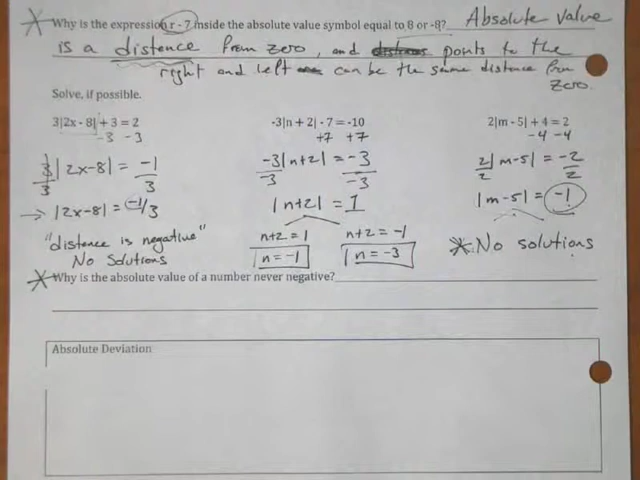 Why is the expression r - 7 inside the absolute value symbol equal to 8 or -8? Absolute value
is a distance from zero, and points to the
right and left can be the same distance from
zero.
Solve, if possible.
3|2x - 8| + 3 = 2 -3|n + 2| - 7 = -10 2|m - 5| + 4 = 2
-3 -3 +7 +7 -4 -4
3|2x-8| = -1 -3|n+2| = -3 2|m-5| = -2
3 3 -3 -3 2 2
|2x-8| = -1/3 |n+2| = 1 |m-5| = -1
"distance is negative" n+2 = 1 n+2 = -1 No solutions
No Solutions n = -1 n = -3
Why is the absolute value of a number never negative?
Absolute Deviation